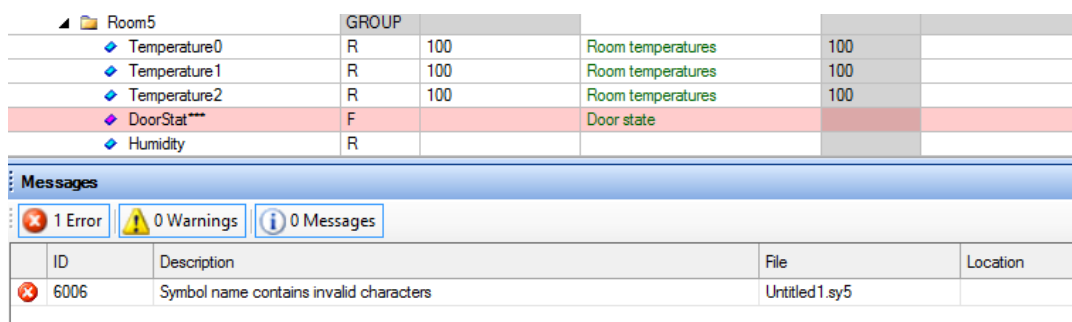 Room5 GROUP
Temperature0 R 100 Room temperatures 100
Temperature1 R 100 Room temperatures 100
Temperature2 R 100 Room temperatures 100
DoorStat*** F Door state
Humidity R
Messages
1 Error 0 Warnings 0 Messages
ID Description File Location
6006 Symbol name contains invalid characters Untitled1.sy5